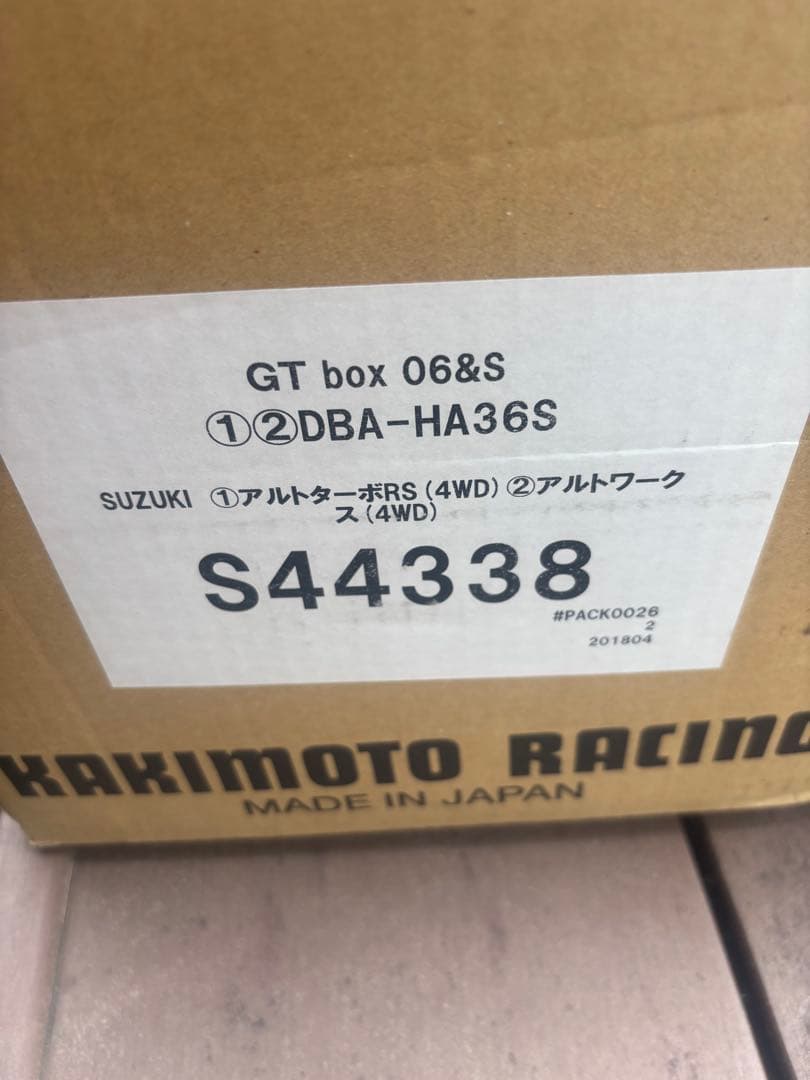 GT box 06&S
①②DBA-HA36S
SUZUKI ①アルトターボRS(4WD)②アルトワーク
ス(4WD)
S44338
#PACK0026
2
201804
KAKIMOTO RACING
MADE IN JAPAN